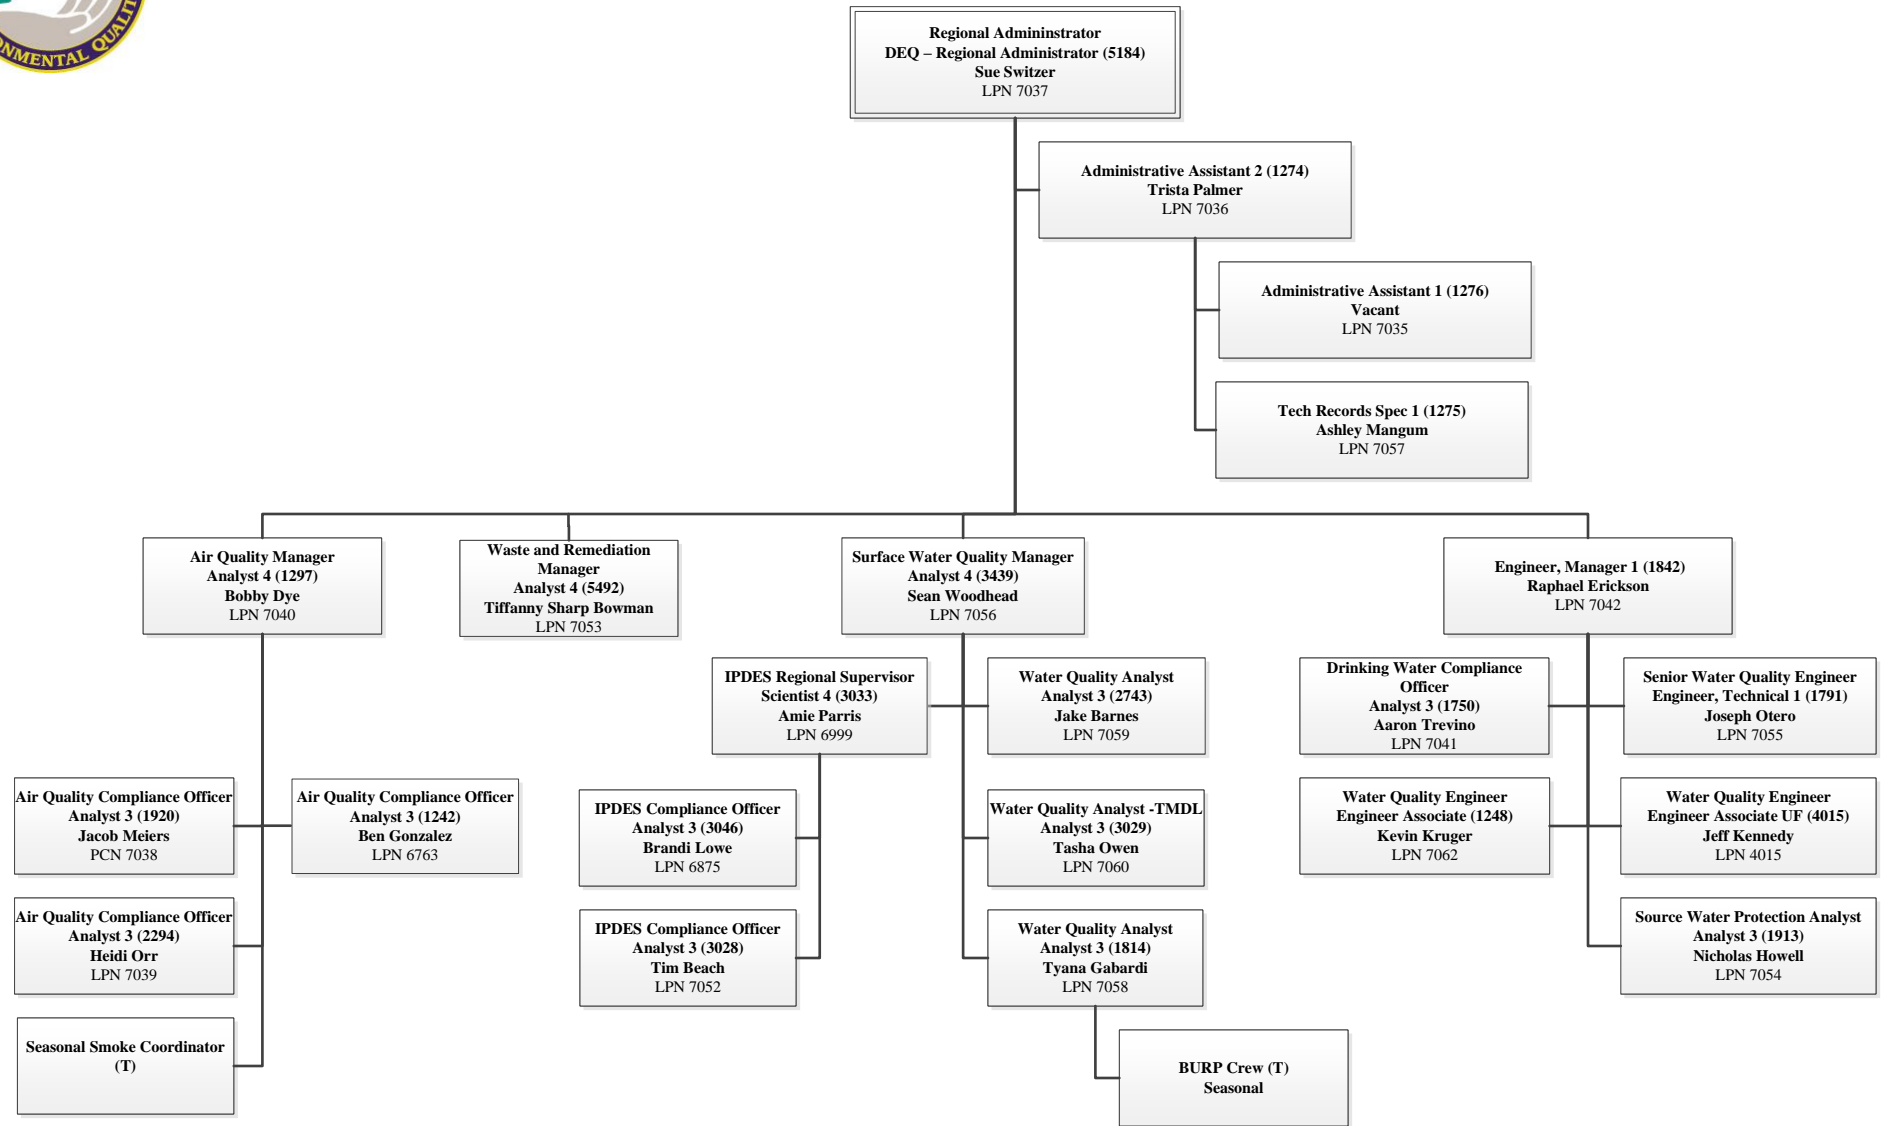 ONMENTAL QUALIT
Regional Admininstrator
DEQ – Regional Administrator (5184)
Sue Switzer
LPN 7037
Administrative Assistant 2 (1274)
Trista Palmer
LPN 7036
Administrative Assistant 1 (1276)
Vacant
LPN 7035
Tech Records Spec 1 (1275)
Ashley Mangum
LPN 7057
Air Quality Manager
Analyst 4 (1297)
Bobby Dye
LPN 7040
Waste and Remediation
Manager
Analyst 4 (5492)
Tiffanny Sharp Bowman
LPN 7053
Surface Water Quality Manager
Analyst 4 (3439)
Sean Woodhead
LPN 7056
Engineer, Manager 1 (1842)
Raphael Erickson
LPN 7042
IPDES Regional Supervisor
Scientist 4 (3033)
Amie Parris
LPN 6999
Water Quality Analyst
Analyst 3 (2743)
Jake Barnes
LPN 7059
Drinking Water Compliance
Officer
Analyst 3 (1750)
Aaron Trevino
LPN 7041
Senior Water Quality Engineer
Engineer, Technical 1 (1791)
Joseph Otero
LPN 7055
Air Quality Compliance Officer
Analyst 3 (1920)
Jacob Meiers
PCN 7038
Air Quality Compliance Officer
Analyst 3 (1242)
Ben Gonzalez
LPN 6763
IPDES Compliance Officer
Analyst 3 (3046)
Brandi Lowe
LPN 6875
Water Quality Analyst -TMDL
Analyst 3 (3029)
Tasha Owen
LPN 7060
Water Quality Engineer
Engineer Associate (1248)
Kevin Kruger
LPN 7062
Water Quality Engineer
Engineer Associate UF (4015)
Jeff Kennedy
LPN 4015
Air Quality Compliance Officer
Analyst 3 (2294)
Heidi Orr
LPN 7039
IPDES Compliance Officer
Analyst 3 (3028)
Tim Beach
LPN 7052
Water Quality Analyst
Analyst 3 (1814)
Tyana Gabardi
LPN 7058
Source Water Protection Analyst
Analyst 3 (1913)
Nicholas Howell
LPN 7054
Seasonal Smoke Coordinator
(T)
BURP Crew (T)
Seasonal